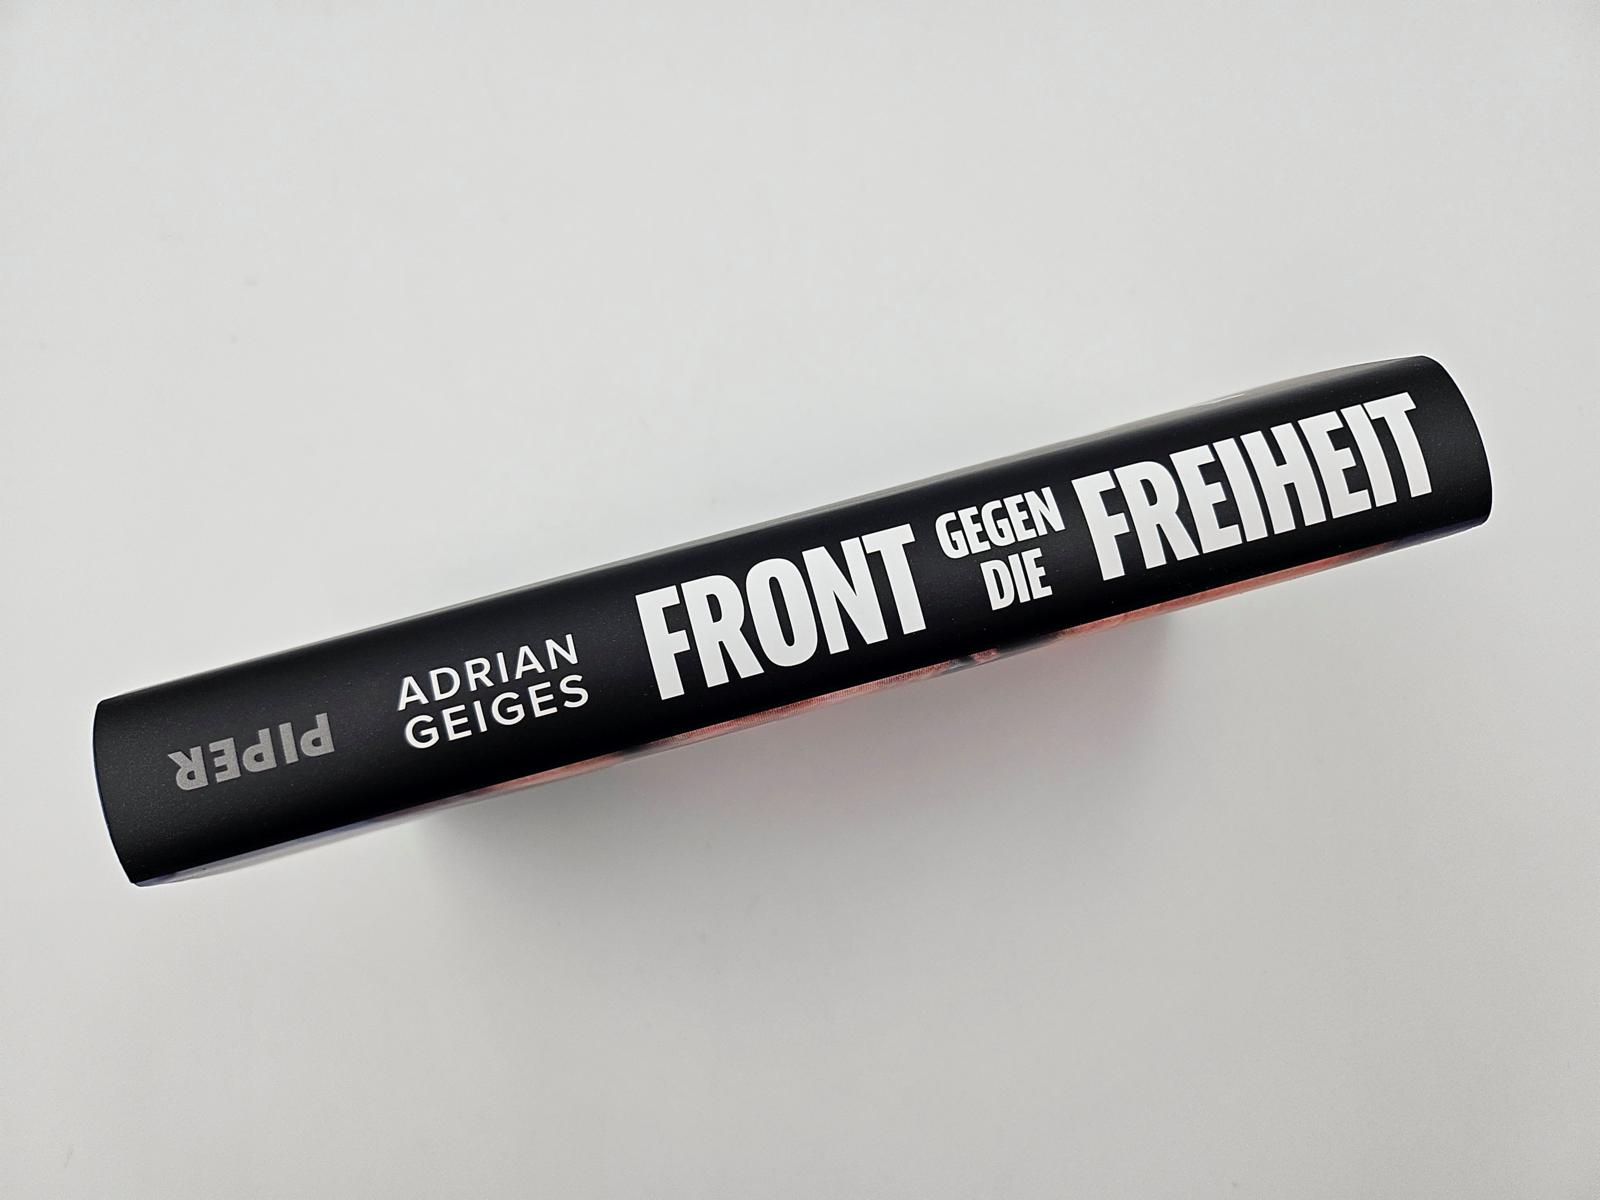 PIPER
ADRIAN
GEIGES
FRONT
GEGEN
DIE
FREIHEIT